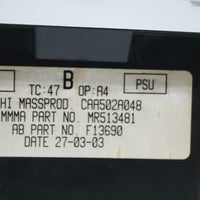 B
TC:47 OP:A4
PSU
HI MASSPROD. CAA502A048
MMMA PART No. MR513481
AB PART No. F13690
DATE 27-03-03